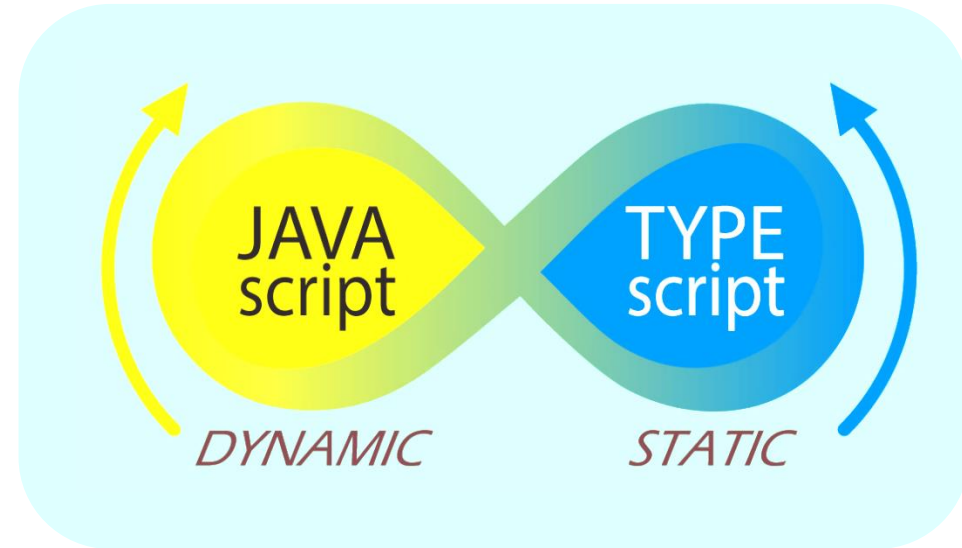 JAVA
script
TYPE
script
DYNAMIC
STATIC